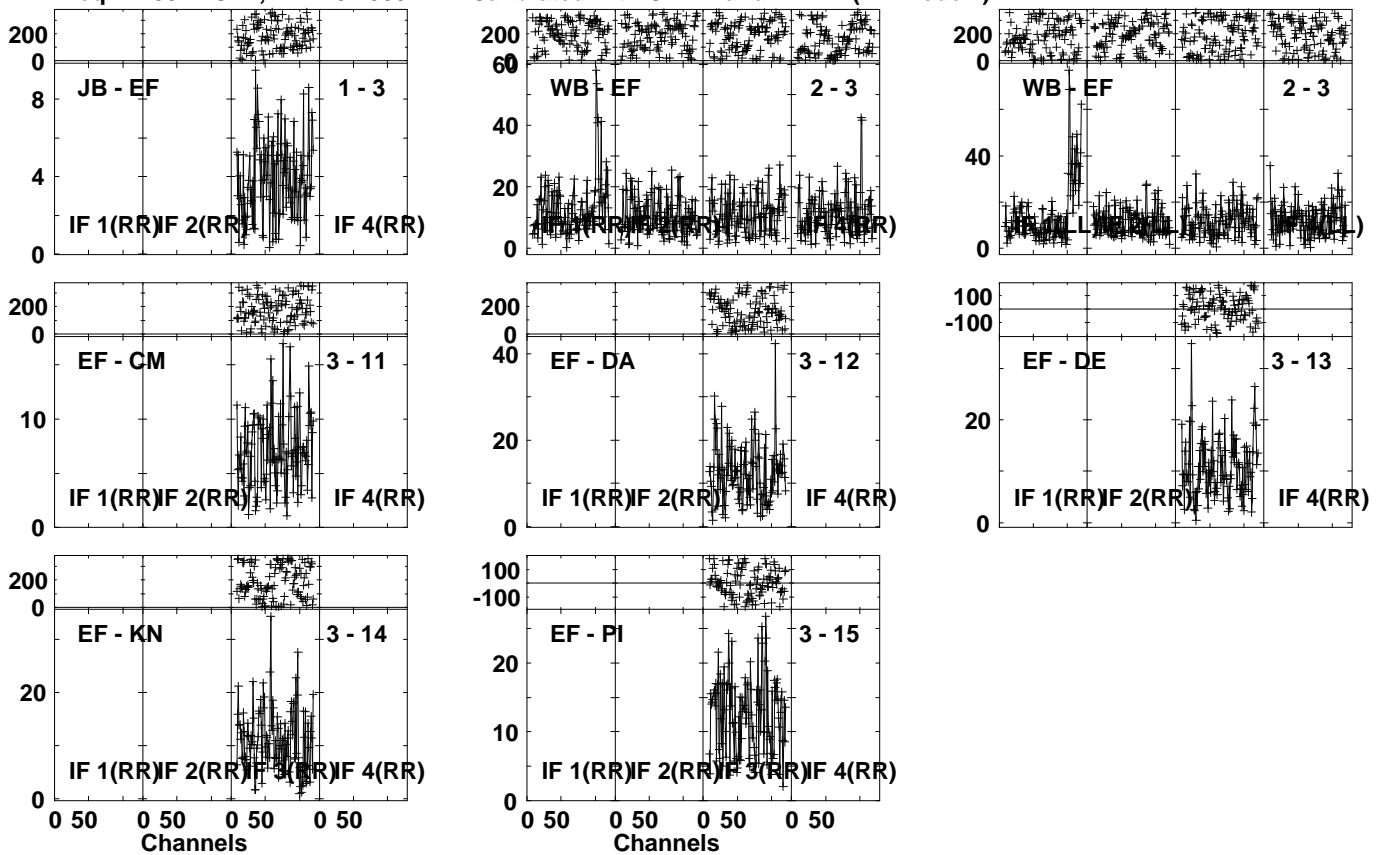 200
0
JB - EF 1 - 3
8
4
0
IF 1(RR) IF 2(RR) IF 4(RR)
200
0
60
WB - EF 2 - 3
40
20
0
IF 2(RR) IF 4(RR)
200
0
WB - EF 2 - 3
40
0
200
0
EF - CM 3 - 11
10
0
IF 1(RR) IF 2(RR) IF 4(RR)
200
0
EF - DA 3 - 12
40
20
0
IF 1(RR) IF 2(RR) IF 4(RR)
100
-100
EF - DE 3 - 13
20
0
IF 1(RR) IF 2(RR) IF 4(RR)
200
0
EF - KN 3 - 14
20
0
IF 1(RR) IF 2(RR) IF 3(RR) IF 4(RR)
0 50 0 50 0 50 0 50
Channels
100
-100
EF - PI 3 - 15
20
10
0
IF 1(RR) IF 2(RR) IF 3(RR) IF 4(RR)
0 50 0 50 0 50 0 50
Channels